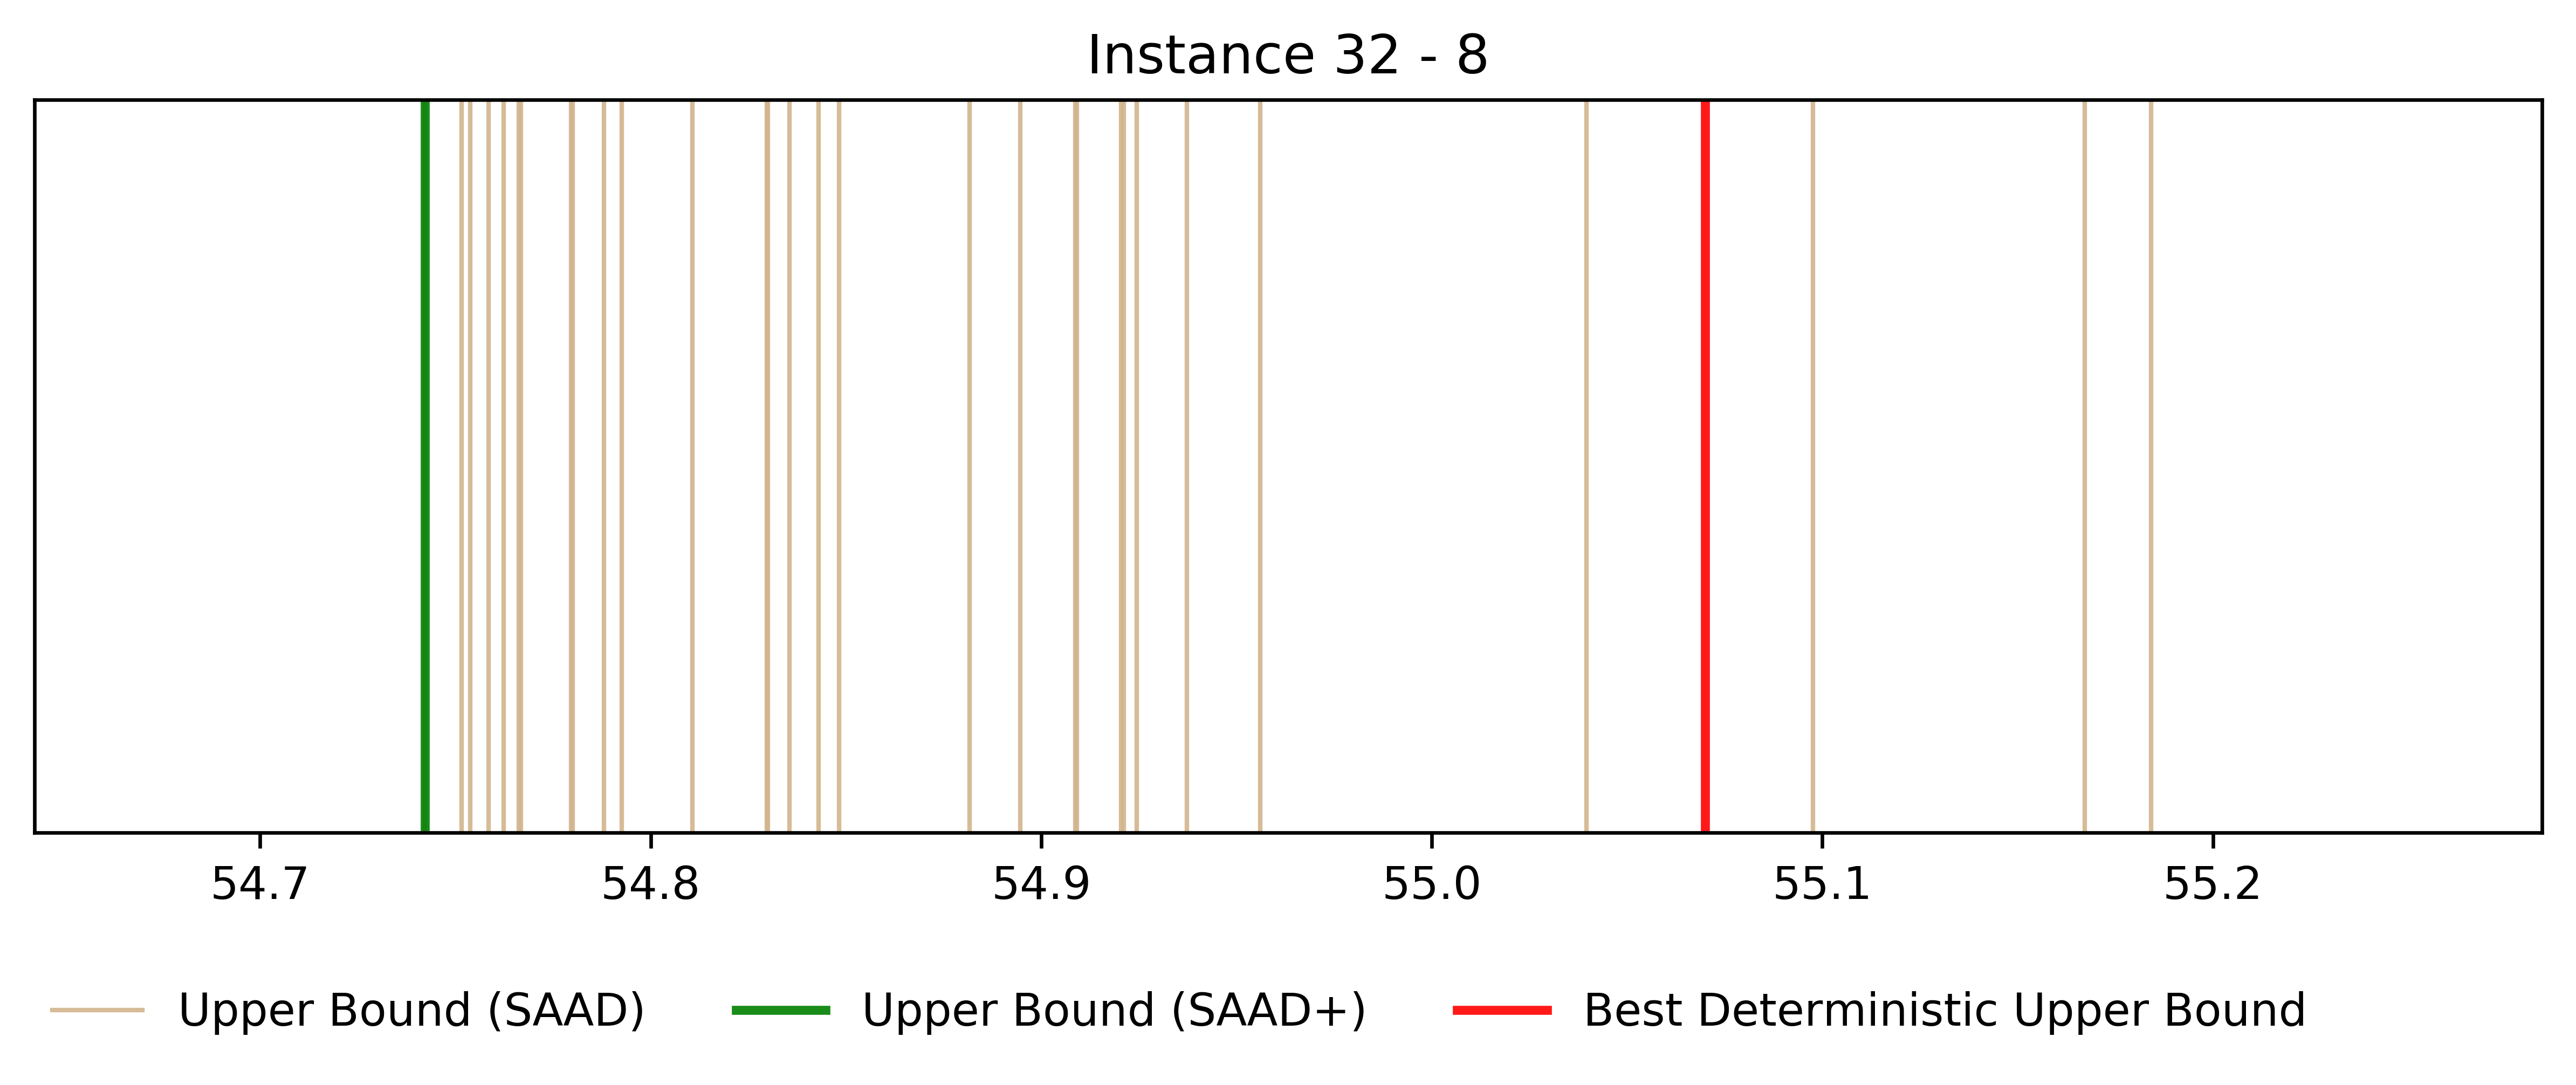 Instance 32 - 8
54.7 54.8 54.9 55.0 55.1 55.2
Upper Bound (SAAD) Upper Bound (SAAD+) Best Deterministic Upper Bound